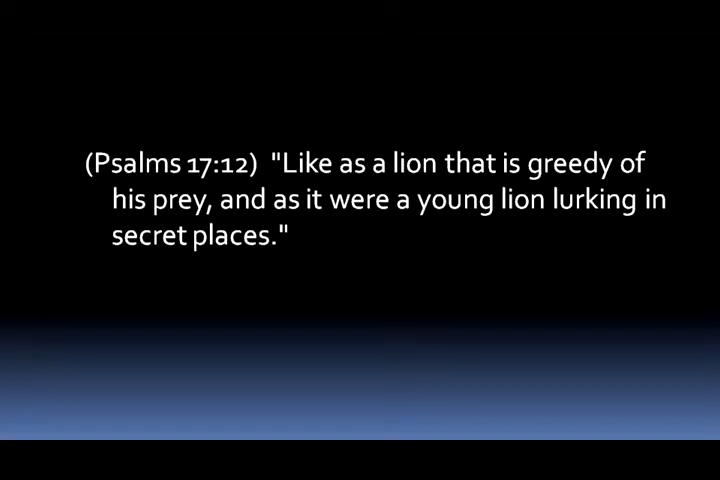 (Psalms 17:12)  "Like as a lion that is greedy of
his prey, and as it were a young lion lurking in
secret places."